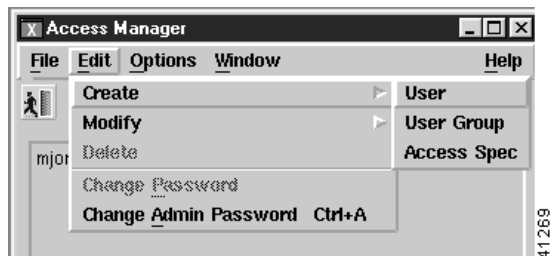 X Access Manager
File Edit Options Window Help
Create User
Modify User Group
Delete Access Spec
mjor
Change Password
Change Admin Password Ctrl+A
41269